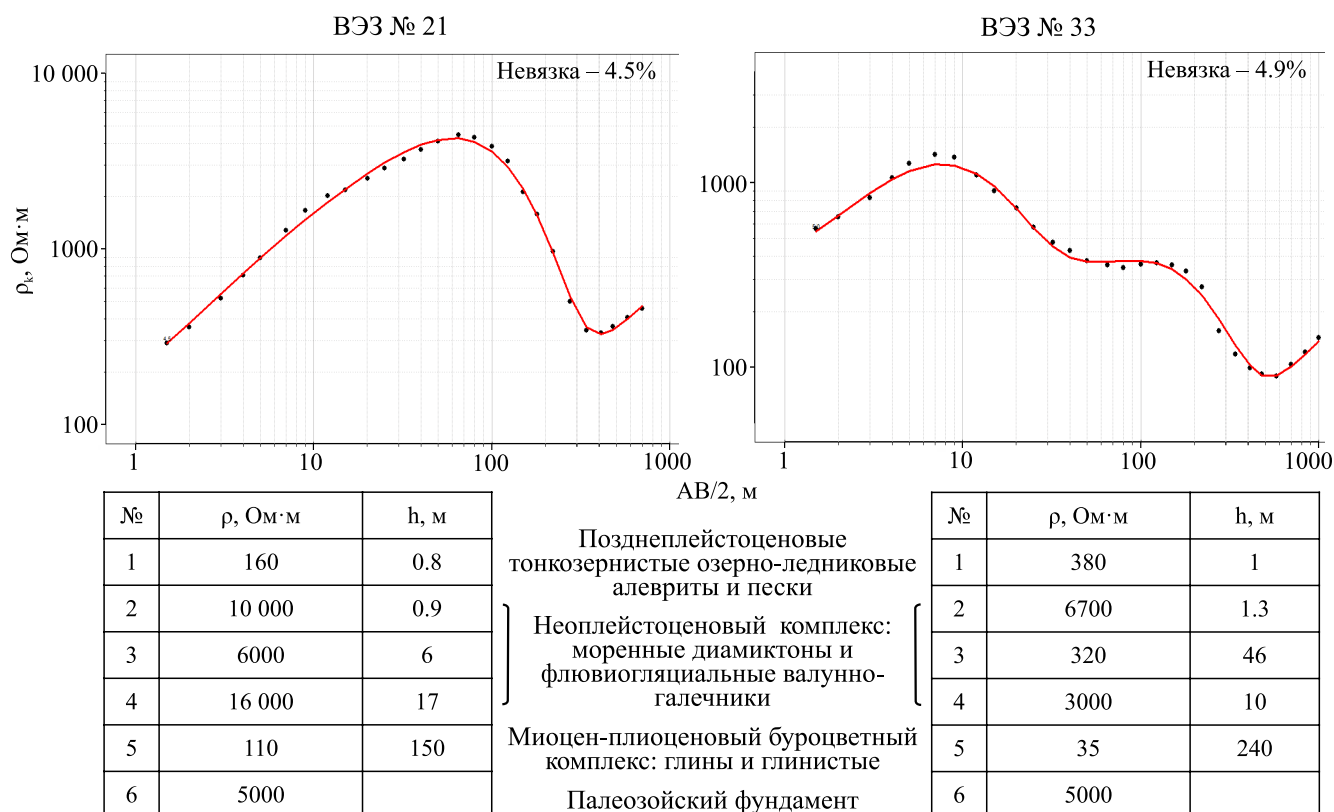 ВЭЗ № 21
Невязка – 4.5%
10 000
1000
100
ρk, Ом·м
1
10
100
1000
ВЭЗ № 33
Невязка – 4.9%
1000
100
1
10
100
1000
АВ/2, м
№ ρ, Ом·м h, м
1 160 0.8
2 10 000 0.9
3 6000 6
4 16 000 17
5 110 150
6 5000
Позднеплейстоценовые
тонкозернистые озерно-ледниковые
алевриты и пески
Неоплейстоценовый комплекс:
моренные диамиктоны и
флювиогляциальные валунно-
галечники
Миоцен-плиоценовый буроцветный
комплекс: глины и глинистые
Палеозойский фундамент
№ ρ, Ом·м h, м
1 380 1
2 6700 1.3
3 320 46
4 3000 10
5 35 240
6 5000